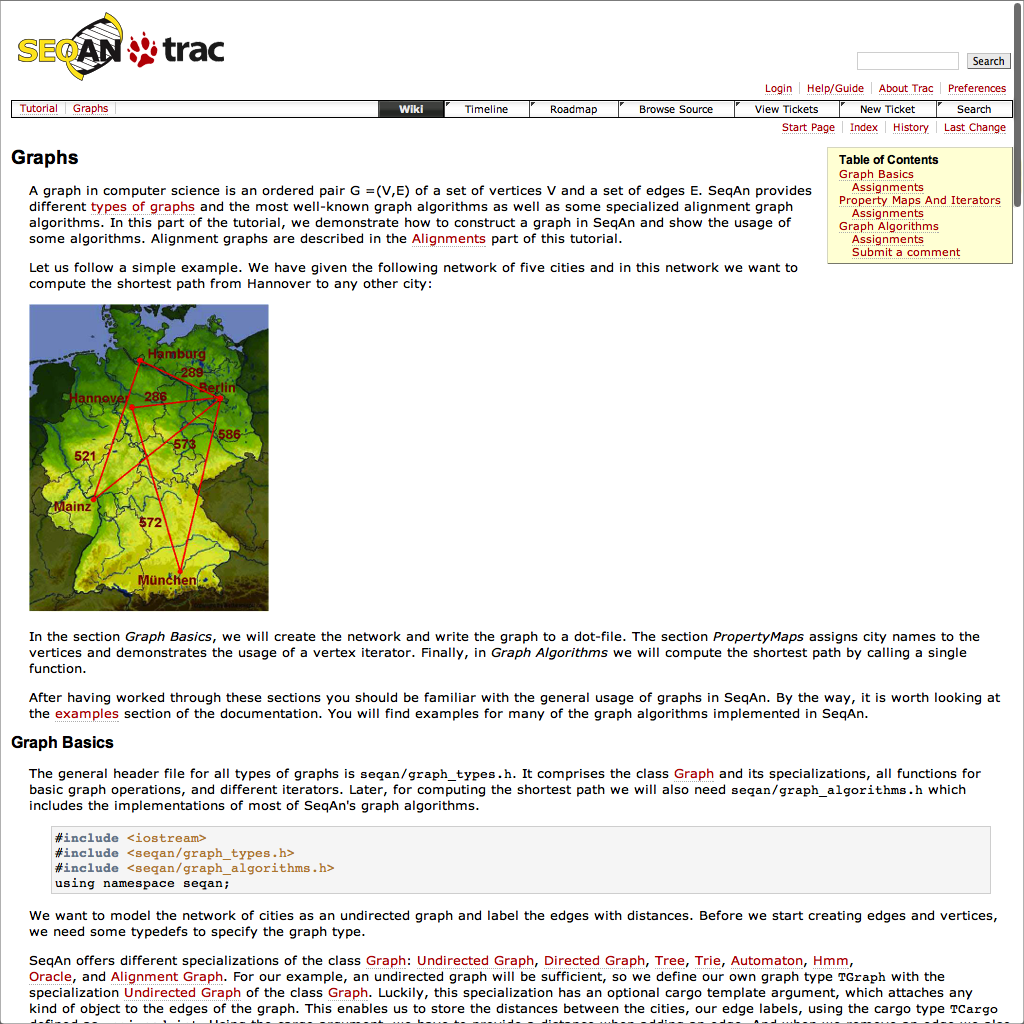 SEQAN trac
Search
Login Help/Guide About Trac Preferences
Tutorial Graphs Wiki Timeline Roadmap Browse Source View Tickets New Ticket Search
Start Page Index History Last Change
Graphs
Table of Contents
Graph Basics
Assignments
Property Maps And Iterators
Assignments
Graph Algorithms
Assignments
Submit a comment
A graph in computer science is an ordered pair G =(V,E) of a set of vertices V and a set of edges E. SeqAn provides
different types of graphs and the most well-known graph algorithms as well as some specialized alignment graph
algorithms. In this part of the tutorial, we demonstrate how to construct a graph in SeqAn and show the usage of
some algorithms. Alignment graphs are described in the Alignments part of this tutorial.
Let us follow a simple example. We have given the following network of five cities and in this network we want to
compute the shortest path from Hannover to any other city:
Hamburg
289
Berlin
Hannover 286
586
573
521
Mainz
572
München
In the section Graph Basics, we will create the network and write the graph to a dot-file. The section PropertyMaps assigns city names to the
vertices and demonstrates the usage of a vertex iterator. Finally, in Graph Algorithms we will compute the shortest path by calling a single
function.
After having worked through these sections you should be familiar with the general usage of graphs in SeqAn. By the way, it is worth looking at
the examples section of the documentation. You will find examples for many of the graph algorithms implemented in SeqAn.
Graph Basics
The general header file for all types of graphs is seqan/graph_types.h. It comprises the class Graph and its specializations, all functions for
basic graph operations, and different iterators. Later, for computing the shortest path we will also need seqan/graph_algorithms.h which
includes the implementations of most of SeqAn's graph algorithms.
#include <iostream>
#include <seqan/graph_types.h>
#include <seqan/graph_algorithms.h>
using namespace seqan;
We want to model the network of cities as an undirected graph and label the edges with distances. Before we start creating edges and vertices,
we need some typedefs to specify the graph type.
SeqAn offers different specializations of the class Graph: Undirected Graph, Directed Graph, Tree, Trie, Automaton, Hmm,
Oracle, and Alignment Graph. For our example, an undirected graph will be sufficient, so we define our own graph type TGraph with the
specialization Undirected Graph of the class Graph. Luckily, this specialization has an optional cargo template argument, which attaches any
kind of object to the edges of the graph. This enables us to store the distances between the cities, our edge labels, using the cargo type TCargo